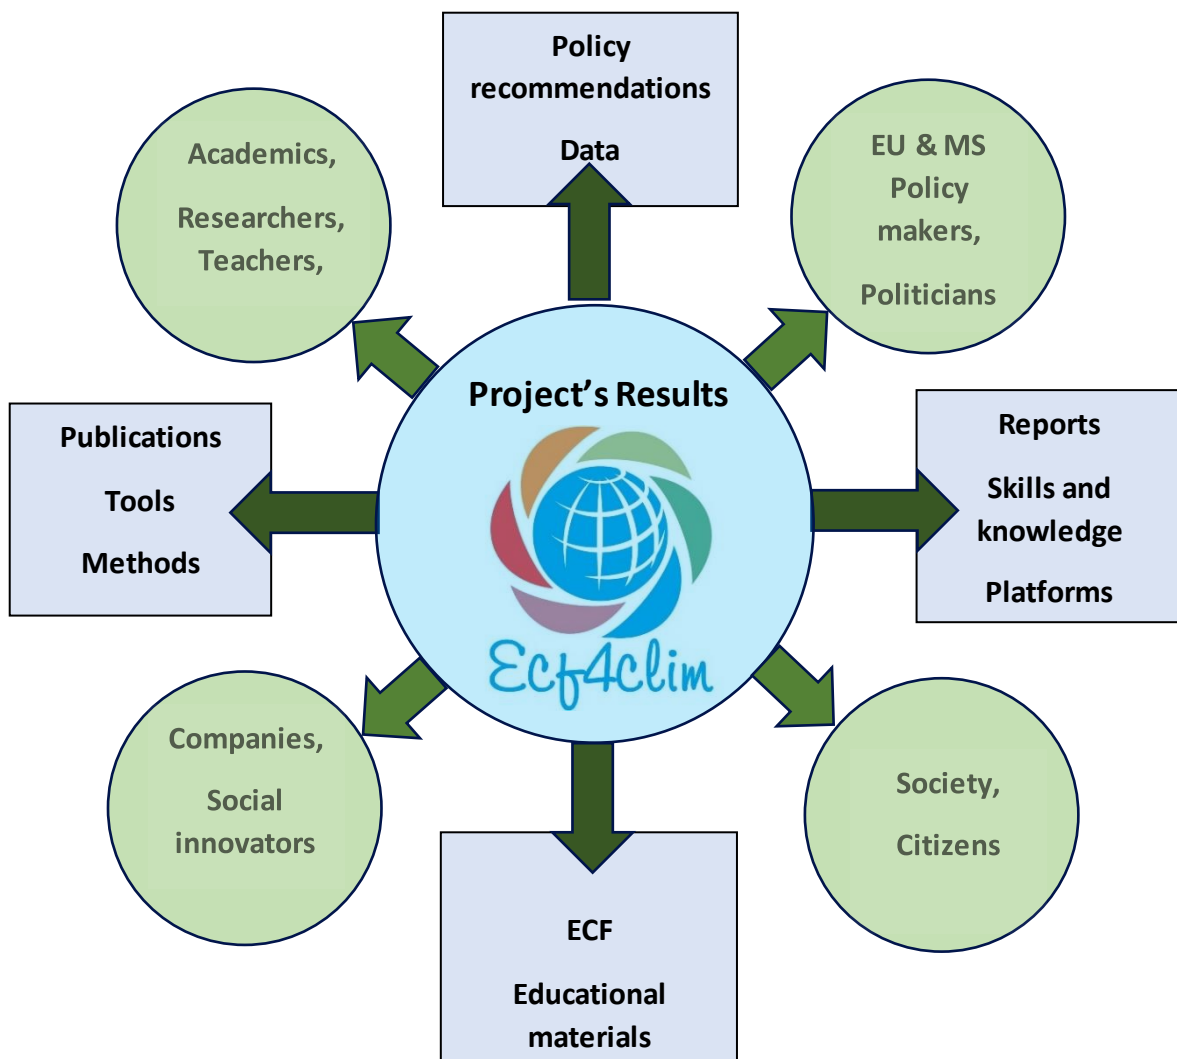 Policy
recommendations
Data
Academics,
Researchers,
Teachers,
EU & MS
Policy
makers,
Politicians
Project's Results
Ecf4clim
Publications
Tools
Methods
Reports
Skills and
knowledge
Platforms
Companies,
Social
innovators
Society,
Citizens
ECF
Educational
materials